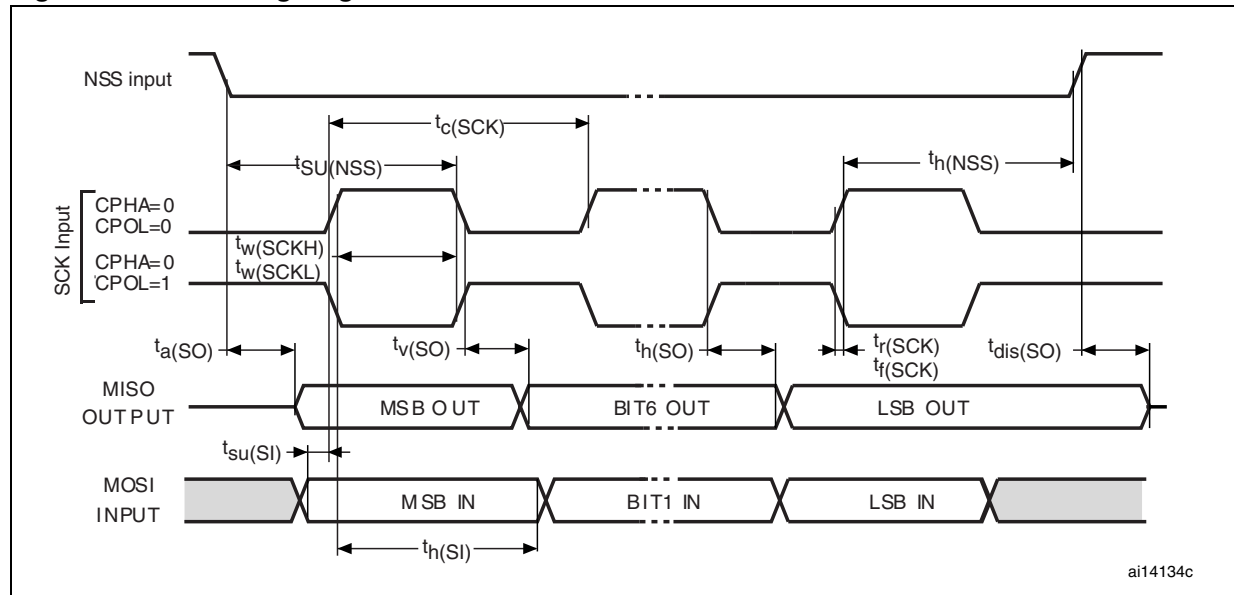 NSS input
tc(SCK)
tSU(NSS)
th(NSS)
SCK Input
CPHA=0
CPOL=0
tw(SCKH)
CPHA=0
tw(SCKL)
CPOL=1
ta(SO)
tv(SO)
th(SO)
tr(SCK)
tf(SCK)
tdis(SO)
MISO
OUTPUT
MSB OUT
BIT6 OUT
LSB OUT
tsu(SI)
MOSI
INPUT
MSB IN
BIT1 IN
LSB IN
th(SI)
ai14134c